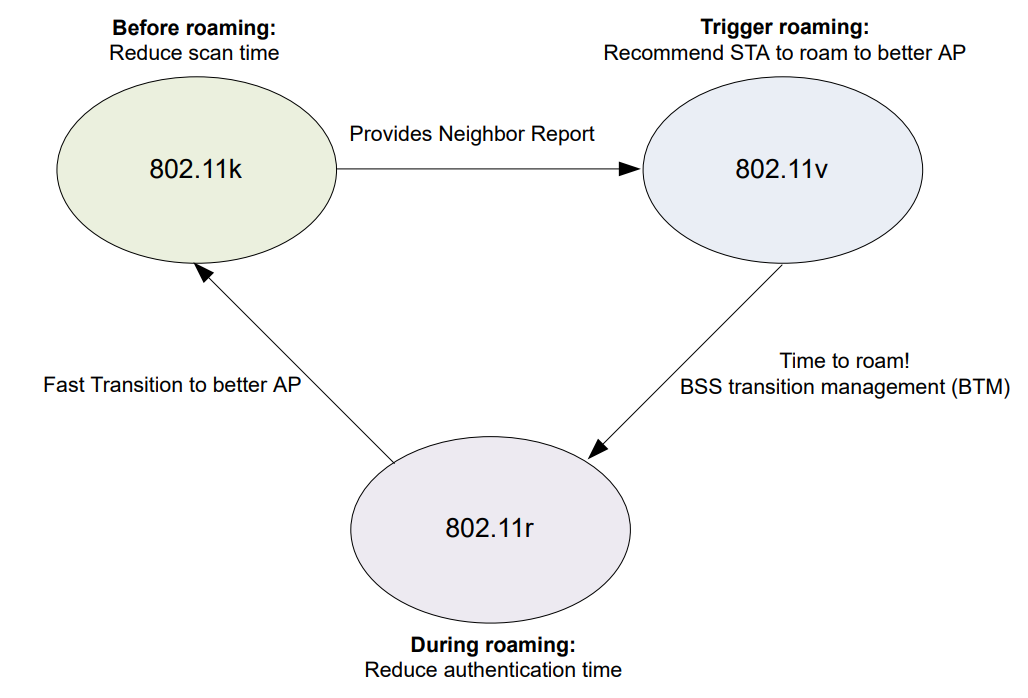 Before roaming:
Reduce scan time
Trigger roaming:
Recommend STA to roam to better AP
802.11k
Provides Neighbor Report
802.11v
Time to roam!
BSS transition management (BTM)
Fast Transition to better AP
802.11r
During roaming:
Reduce authentication time